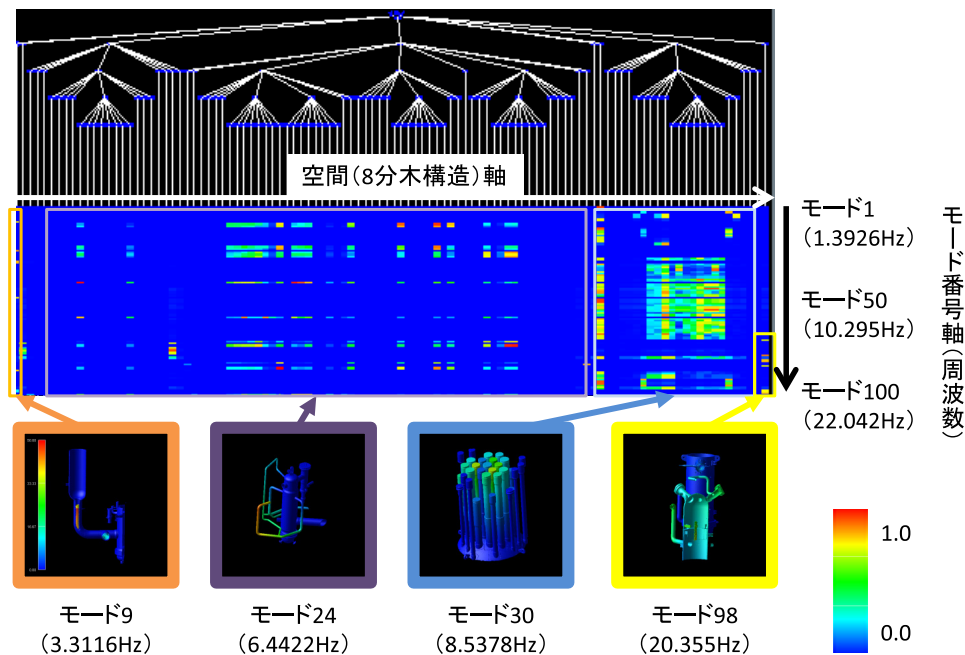 空間(8分木構造)軸
モード1
(1.3926Hz)
モード50
(10.295Hz)
モード100
(22.042Hz)
モード番号軸(周波数)
モード9
(3.3116Hz)
モード24
(6.4422Hz)
モード30
(8.5378Hz)
モード98
(20.355Hz)
1.0
0.0